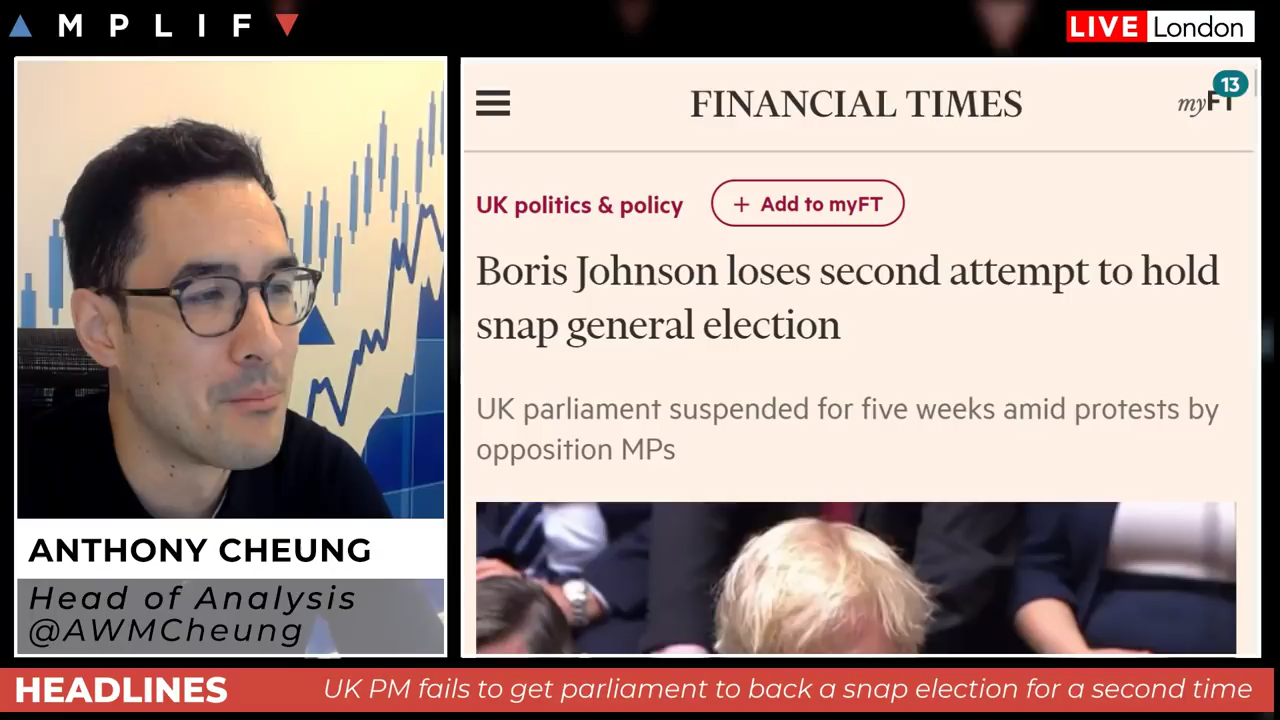 ▲ M P L I F ▼
LIVE London
FINANCIAL TIMES
myFT
13
UK politics & policy
+ Add to myFT
Boris Johnson loses second attempt to hold
snap general election
UK parliament suspended for five weeks amid protests by
opposition MPs
ANTHONY CHEUNG
Head of Analysis
@AWMCheung
HEADLINES UK PM fails to get parliament to back a snap election for a second time